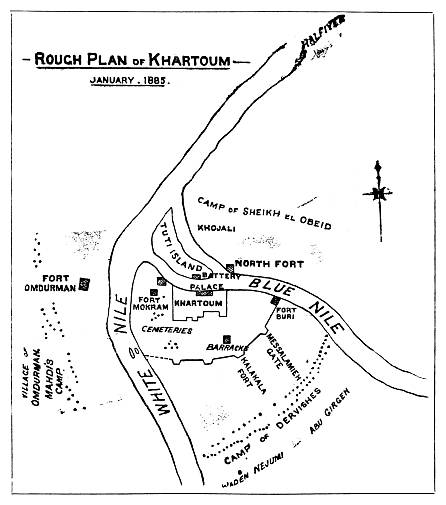 ROUGH PLAN OF KHARTOUM
JANUARY. 1885.
HALFIYEH
CAMP OF SHEIKH EL OBEID
KHOJALI
TUTI ISLAND
NORTH FORT
BATTERY
PALACE
BLUE NILE
FORT
OMDURMAN
FORT
MOKRAM
KHARTOUM
FORT
BURI
WHITE NILE
CEMETERIES
BARRACKS
MESSALAMIEH
GATE
KALAKALA
FORT
VILLAGE OF
OMDURMAN.
MAHDI'S
CAMP.
CAMP OF DERVISHES
WADEN NEJUMI
ABU GIRGEN